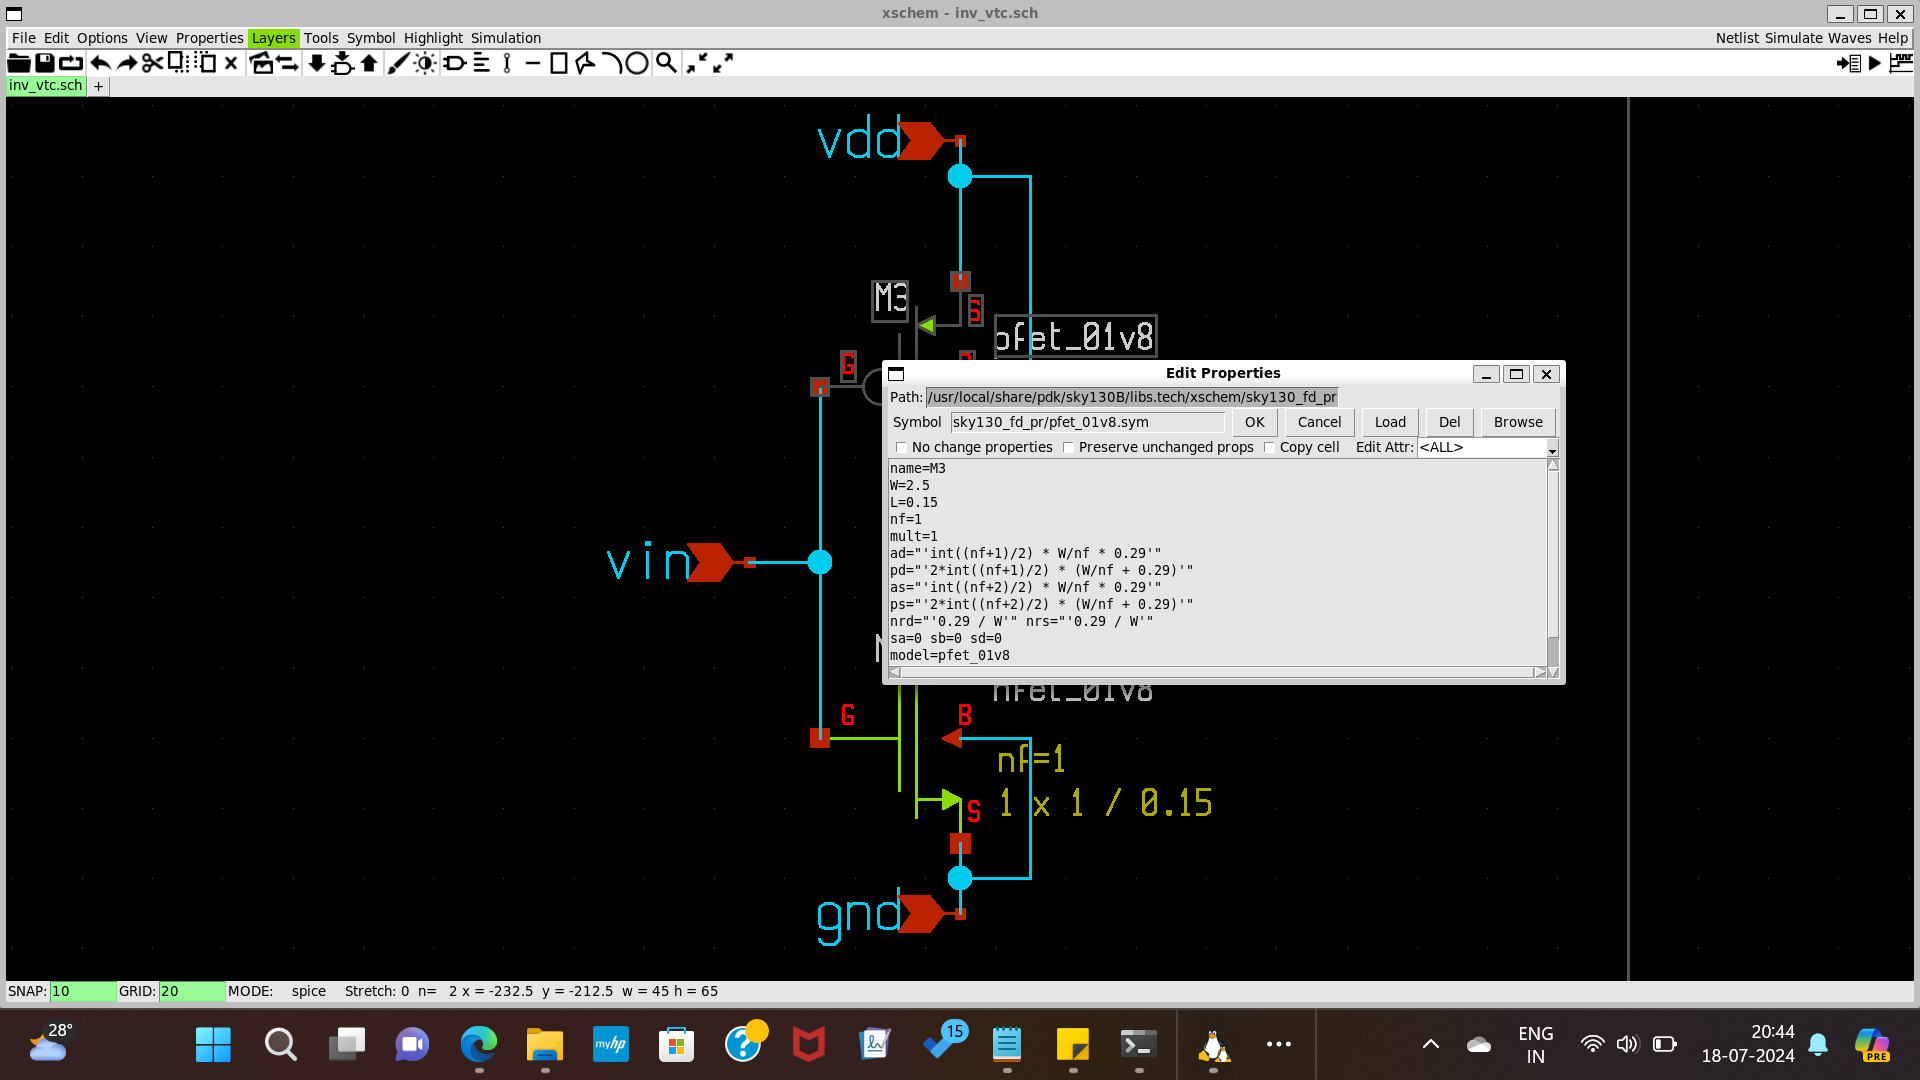 xschem - inv_vtc.sch
File Edit Options View Properties Layers Tools Symbol Highlight Simulation Netlist Simulate Waves Help
inv_vtc.sch +
vdd
M3
S
pfet_01v8
G
Edit Properties
Path: /usr/local/share/pdk/sky130B/libs.tech/xschem/sky130_fd_pr
Symbol sky130_fd_pr/pfet_01v8.sym OK Cancel Load Del Browse
No change properties Preserve unchanged props Copy cell Edit Attr: <ALL>
name=M3
W=2.5
L=0.15
nf=1
mult=1
ad="'int((nf+1)/2) * W/nf * 0.29'"
pd="'2*int((nf+1)/2) * (W/nf + 0.29)'"
as="'int((nf+2)/2) * W/nf * 0.29'"
ps="'2*int((nf+2)/2) * (W/nf + 0.29)'"
nrd="'0.29 / W'" nrs="'0.29 / W'"
sa=0 sb=0 sd=0
model=pfet_01v8
vin
nfet_01v8
G B
nf=1
S 1 x 1 / 0.15
gnd
SNAP: 10 GRID: 20 MODE: spice Stretch: 0 n= 2 x = -232.5 y = -212.5 w = 45 h = 65
28°
myhp
15
ENG
IN
20:44
18-07-2024
PRE